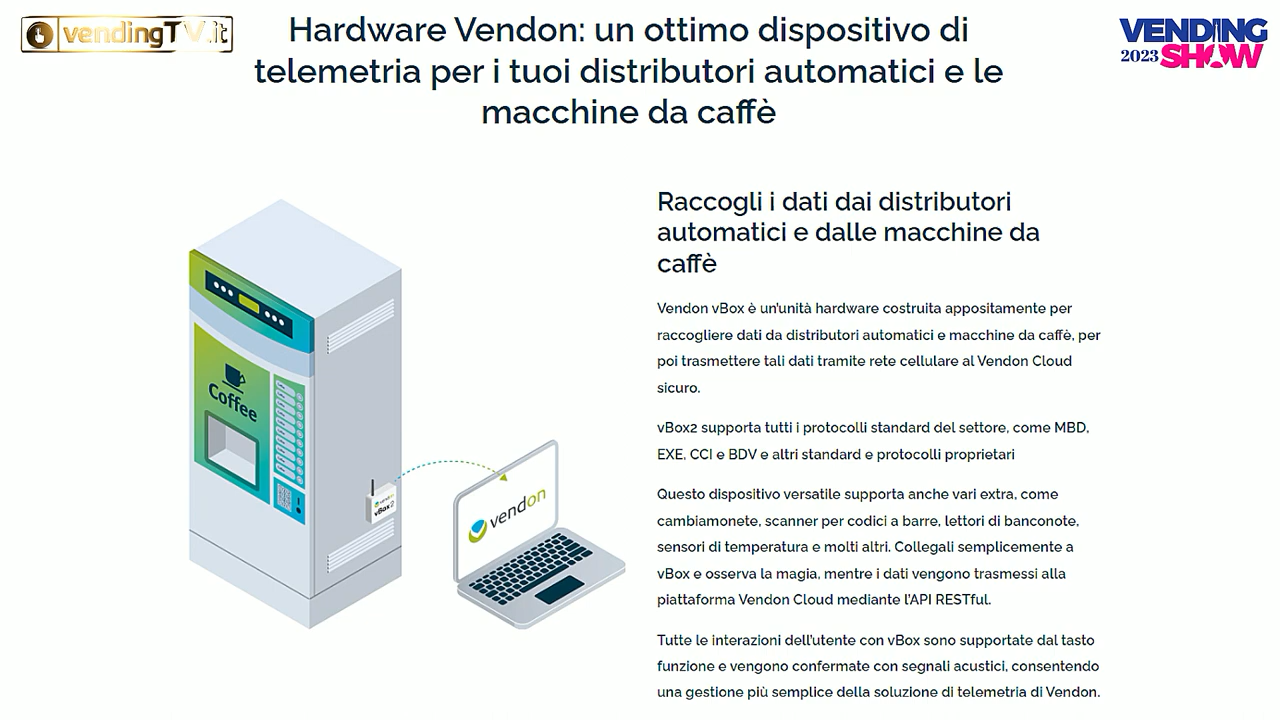 vendingTV.it
Hardware Vendon: un ottimo dispositivo di
telemetria per i tuoi distributori automatici e le
macchine da caffè
VENDING
2023 SHOW
Raccogli i dati dai distributori
automatici e dalle macchine da
caffè
Vendon vBox è un'unità hardware costruita appositamente per
raccogliere dati da distributori automatici e macchine da caffè, per
poi trasmettere tali dati tramite rete cellulare al Vendon Cloud
sicuro.
vBox2 supporta tutti i protocolli standard del settore, come MBD,
EXE, CCI e BDV e altri standard e protocolli proprietari
Questo dispositivo versatile supporta anche vari extra, come
cambiamonete, scanner per codici a barre, lettori di banconote,
sensori di temperatura e molti altri. Collegali semplicemente a
vBox e osserva la magia, mentre i dati vengono trasmessi alla
piattaforma Vendon Cloud mediante l'API RESTful.
Tutte le interazioni dell'utente con vBox sono supportate dal tasto
funzione e vengono confermate con segnali acustici, consentendo
una gestione più semplice della soluzione di telemetria di Vendon.
Coffee
vendon
vBox 2
vendon